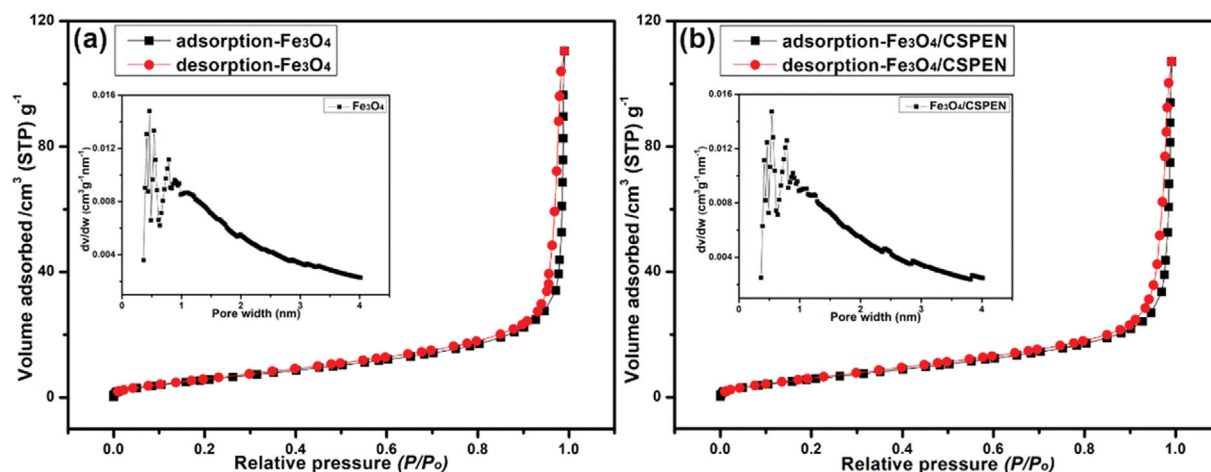 (a)
adsorption-Fe₃O₄
desorption-Fe₃O₄
Volume adsorbed /cm³ (STP) g⁻¹
120
80
40
0
0.0 0.2 0.4 0.6 0.8 1.0
Relative pressure (P/Po)
Fe₃O₄
dv/dw (cm³g⁻¹nm⁻¹)
0.016
0.012
0.008
0.004
0 1 2 3 4
Pore width (nm)
(b)
adsorption-Fe₃O₄/CSPEN
desorption-Fe₃O₄/CSPEN
Volume adsorbed /cm³ (STP) g⁻¹
120
80
40
0
0.0 0.2 0.4 0.6 0.8 1.0
Relative pressure (P/Po)
Fe₃O₄/CSPEN
dv/dw (cm³g⁻¹nm⁻¹)
0.016
0.012
0.008
0.004
0 1 2 3 4
Pore width (nm)